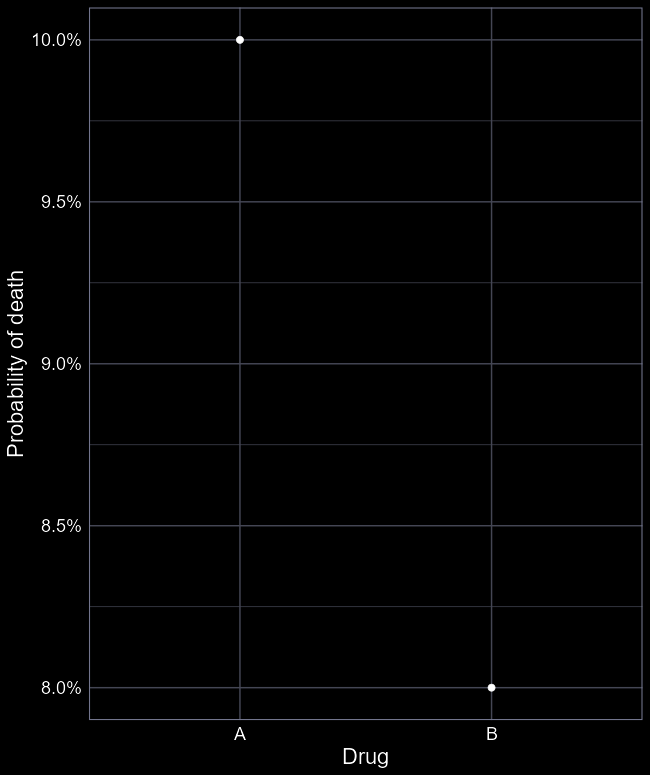 10.0%
9.5%
9.0%
8.5%
8.0%
Probability of death
A
B
Drug